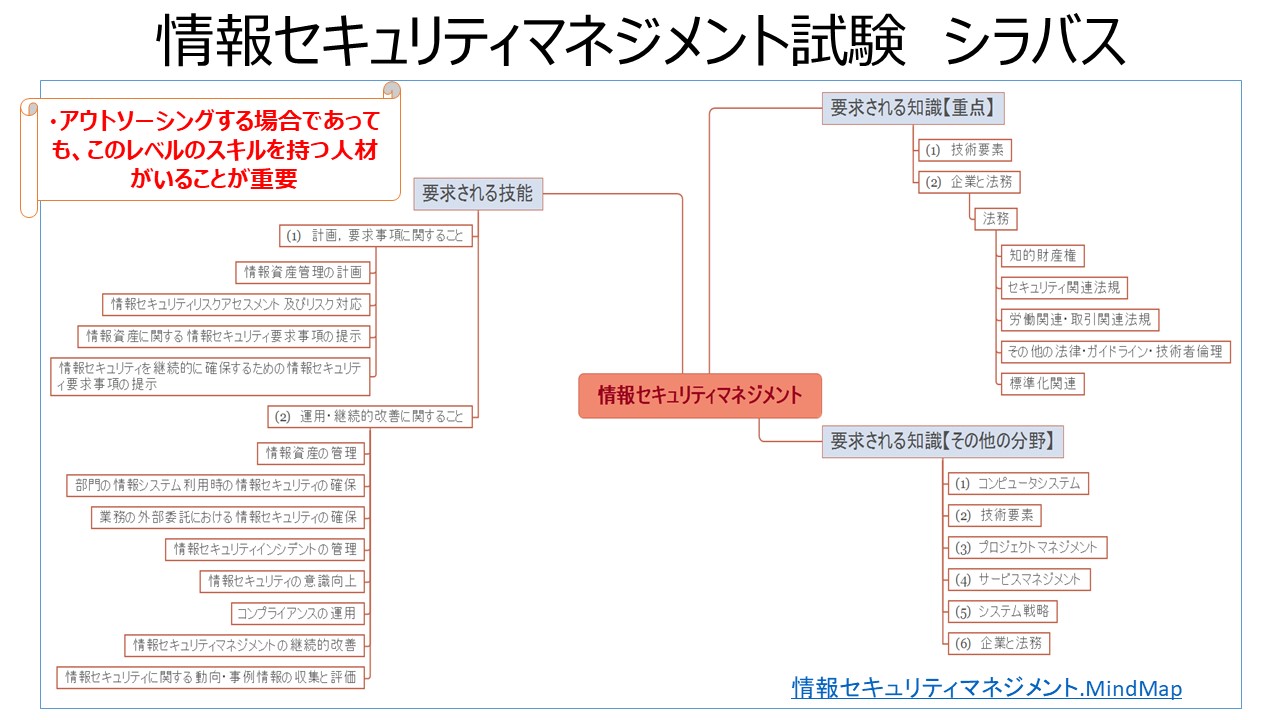 情報セキュリティマネジメント試験　シラバス
・アウトソーシングする場合であって
も、このレベルのスキルを持つ人材
がいることが重要
要求される技能
(1)　計画，要求事項に関すること
情報資産管理の計画
情報セキュリティリスクアセスメント及びリスク対応
情報資産に関する情報セキュリティ要求事項の提示
情報セキュリティを継続的に確保するための情報セキュリテ
ィ要求事項の提示
(2)　運用・継続的改善に関すること
情報資産の管理
部門の情報システム利用時の情報セキュリティの確保
業務の外部委託における情報セキュリティの確保
情報セキュリティインシデントの管理
情報セキュリティの意識向上
コンプライアンスの運用
情報セキュリティマネジメントの継続的改善
情報セキュリティに関する動向・事例情報の収集と評価
情報セキュリティマネジメント
要求される知識【重点】
(1)　技術要素
(2)　企業と法務
法務
知的財産権
セキュリティ関連法規
労働関連・取引関連法規
その他の法律・ガイドライン・技術者倫理
標準化関連
要求される知識【その他の分野】
(1)　コンピュータシステム
(2)　技術要素
(3)　プロジェクトマネジメント
(4)　サービスマネジメント
(5)　システム戦略
(6)　企業と法務
情報セキュリティマネジメント.MindMap